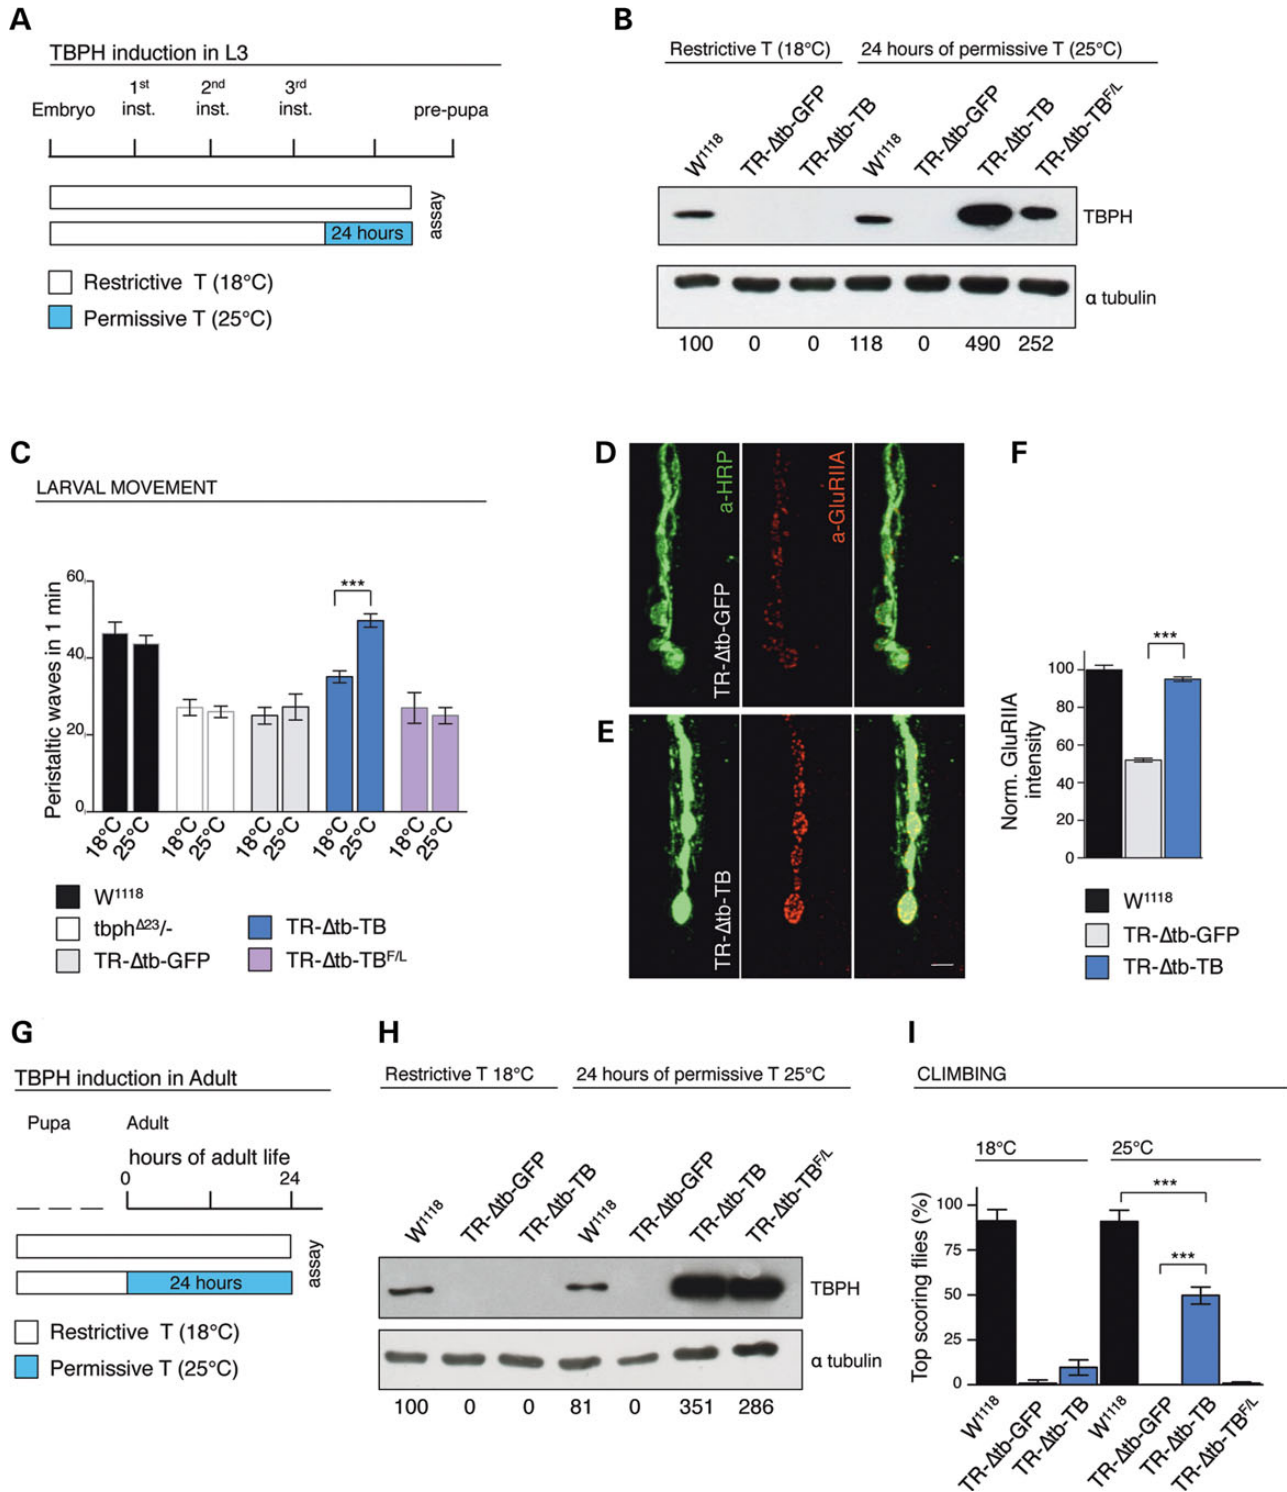 A
TBPH induction in L3
1st 2nd 3rd
Embryo inst. inst. inst. pre-pupa
assay
24 hours
Restrictive T (18°C)
Permissive T (25°C)
B
Restrictive T (18°C) 24 hours of permissive T (25°C)
W1118 TR-Δtb-GFP TR-Δtb-TB W1118 TR-Δtb-GFP TR-Δtb-TB TR-Δtb-TBF/L
TBPH
α tubulin
100 0 0 118 0 490 252
C
LARVAL MOVEMENT
Peristaltic waves in 1 min
60
40
20
0
18°C 25°C 18°C 25°C 18°C 25°C 18°C 25°C 18°C 25°C
***
W1118
tbphΔ23/-
TR-Δtb-GFP
TR-Δtb-TB
TR-Δtb-TBF/L
D
a-HRP
a-GluRIIA
TR-Δtb-GFP
E
TR-Δtb-TB
F
***
Norm. GluRIIA
intensity
100
80
60
40
20
0
W1118
TR-Δtb-GFP
TR-Δtb-TB
G
TBPH induction in Adult
Pupa Adult
hours of adult life
0 24
assay
24 hours
Restrictive T (18°C)
Permissive T (25°C)
H
Restrictive T 18°C 24 hours of permissive T 25°C
W1118 TR-Δtb-GFP TR-Δtb-TB W1118 TR-Δtb-GFP TR-Δtb-TB TR-Δtb-TBF/L
TBPH
α tubulin
100 0 0 81 0 351 286
I
CLIMBING
18°C 25°C
***
***
Top scoring flies (%)
100
75
50
25
0
W1118 TR-Δtb-GFP TR-Δtb-TB W1118 TR-Δtb-GFP TR-Δtb-TB TR-Δtb-TBF/L